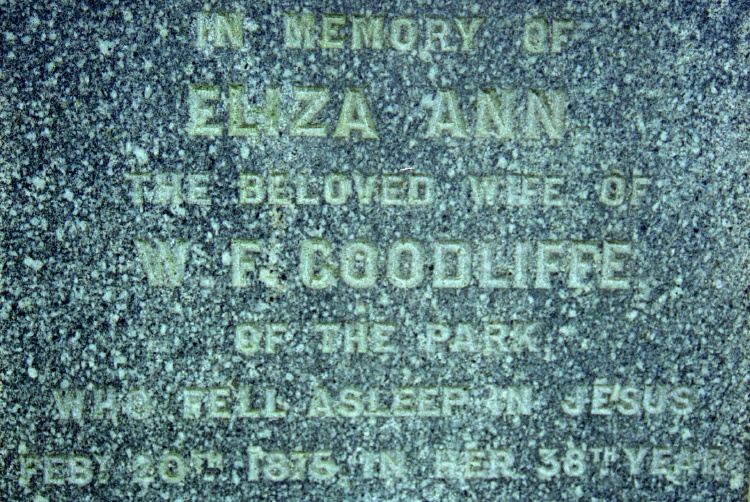 IN MEMORY OF
ELIZA ANN,
THE BELOVED WIFE OF
Wᴹ. F. GOODLIFFE,
OF THE PARK,
WHO FELL ASLEEP IN JESUS
FEBY 20TH 1875, IN HER 38TH YEAR.